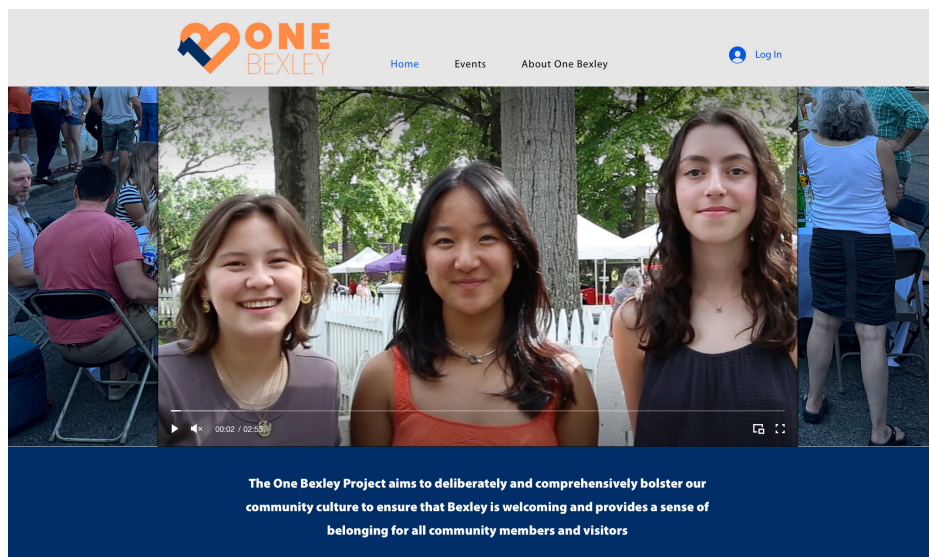 ONE
BEXLEY
Home Events About One Bexley
Log In
00:02 / 02:53
The One Bexley Project aims to deliberately and comprehensively bolster our
community culture to ensure that Bexley is welcoming and provides a sense of
belonging for all community members and visitors